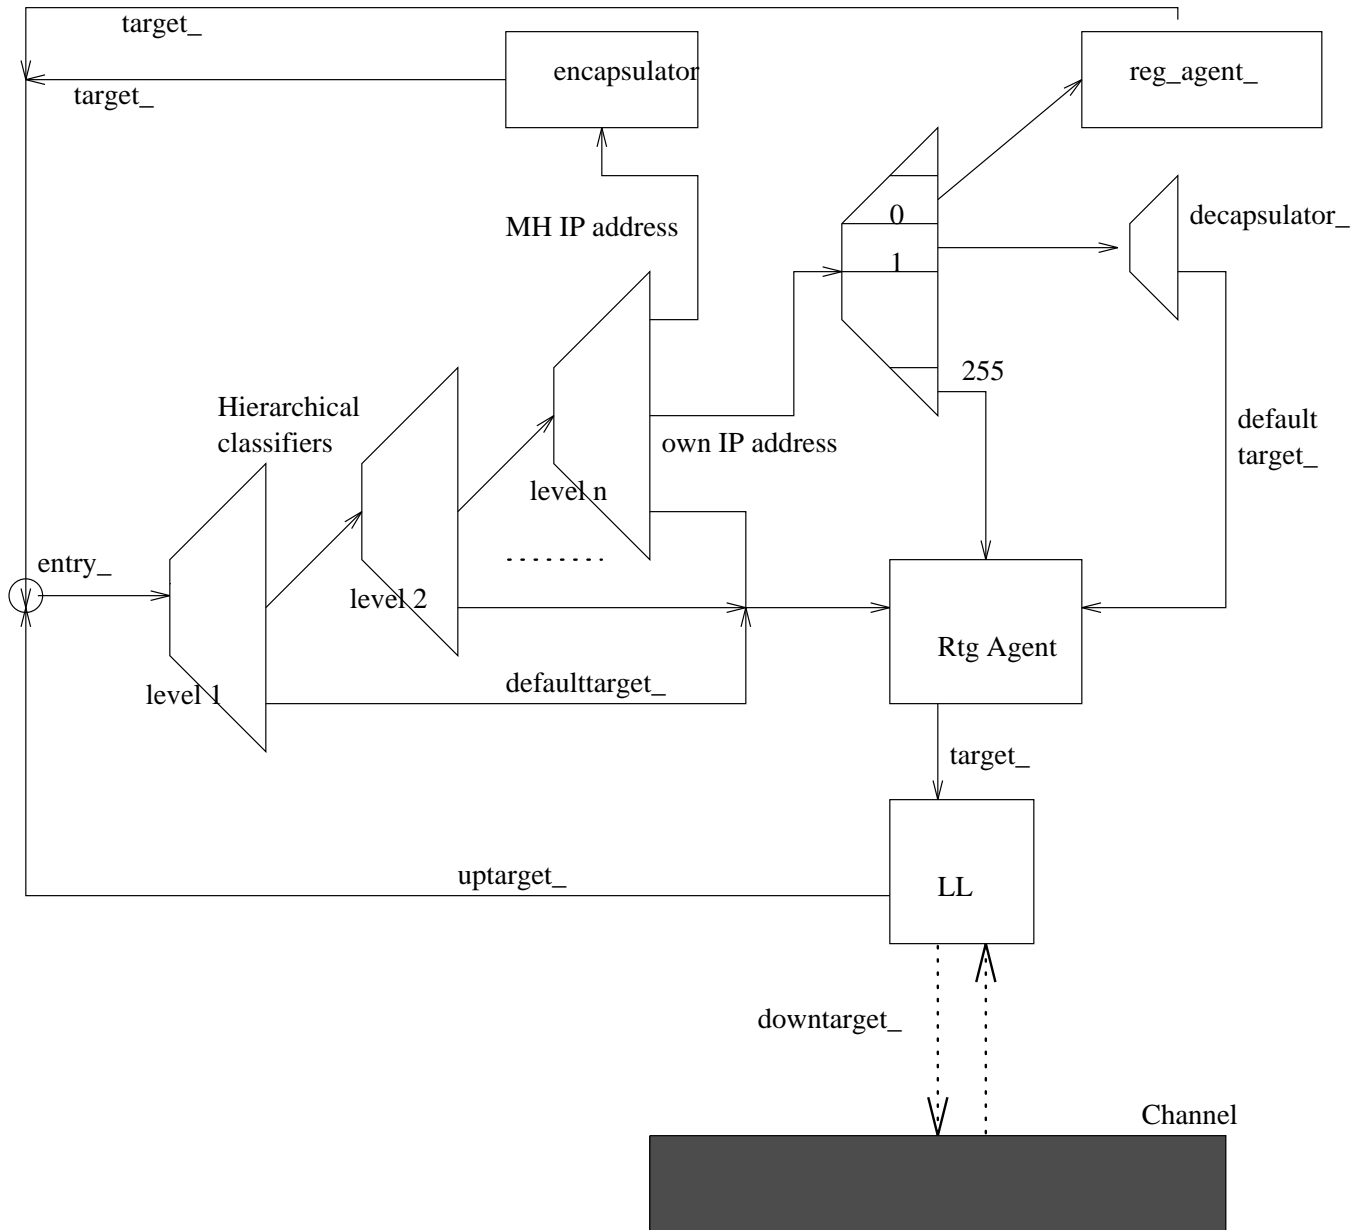 target_
encapsulator
reg_agent_
target_
MH IP address
0
decapsulator_
1
255
Hierarchical
classifiers
own IP address
default
target_
level n
entry_
level 2
Rtg Agent
defaulttarget_
level 1
target_
uptarget_
LL
downtarget_
Channel